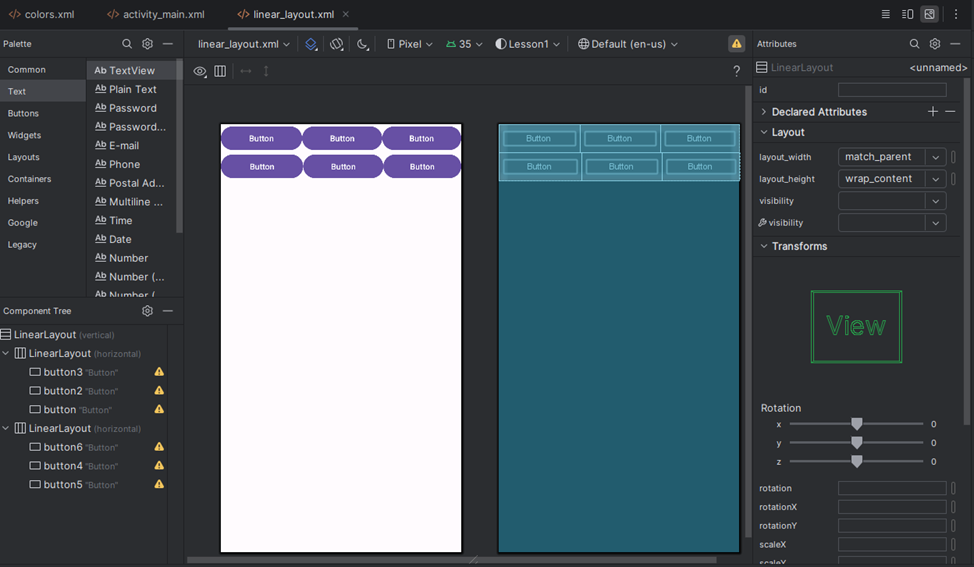 colors.xml
activity_main.xml
linear_layout.xml
Palette
linear_layout.xml
Pixel
35
Lesson1
Default (en-us)
Attributes
Common
Text
Buttons
Widgets
Layouts
Containers
Helpers
Google
Legacy
Ab TextView
Ab Plain Text
Ab Password
Ab Password...
Ab E-mail
Ab Phone
Ab Postal Ad...
Ab Multiline ...
Ab Time
Ab Date
Ab Number
Ab Number (...
Ab Number (
?
Button Button Button
Button Button Button
Button Button Button
Button Button Button
Component Tree
LinearLayout (vertical)
LinearLayout (horizontal)
button3 "Button"
button2 "Button"
button "Button"
LinearLayout (horizontal)
button6 "Button"
button4 "Button"
button5 "Button"
LinearLayout <unnamed>
id
Declared Attributes
Layout
layout_width match_parent
layout_height wrap_content
visibility
visibility
Transforms
View
Rotation
x 0
y 0
z 0
rotation
rotationX
rotationY
scaleX
scaleY